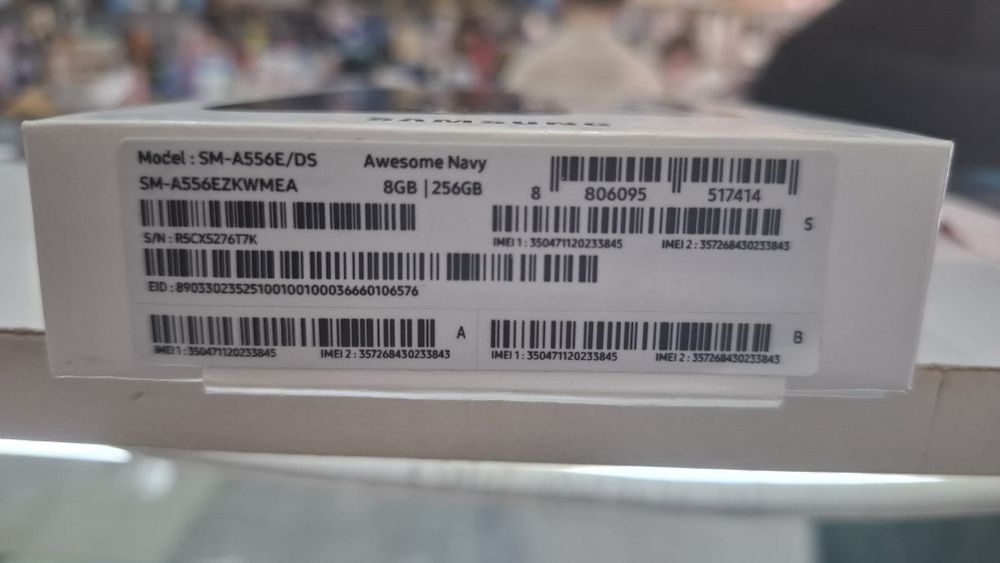 SAMSUNG
Model : SM-A556E/DS
Awesome Navy
SM-A556EZKWMEA
8GB | 256GB
8 806095 517414
S/N : R5CX5276T7K
IMEI 1 : 350471120233845 IMEI 2 : 357268430233843
S
EID : 89033023525100100100036660106576
IMEI 1 : 350471120233845 IMEI 2 : 357268430233843
A
IMEI 1 : 350471120233845 IMEI 2 : 357268430233843
B